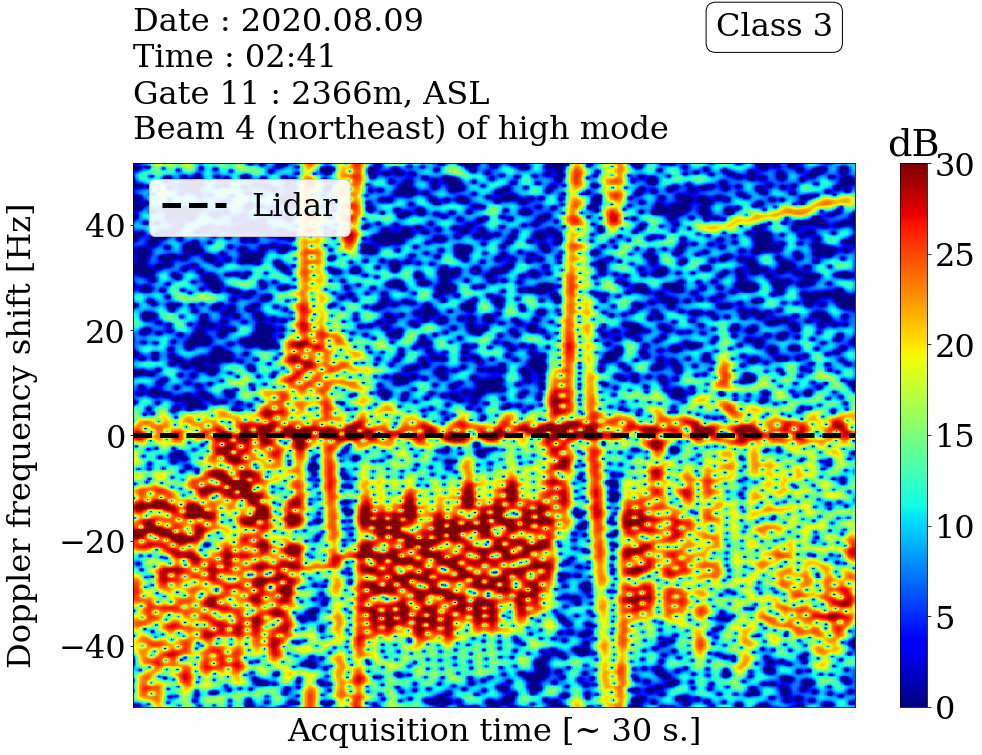 Date : 2020.08.09
Time : 02:41
Gate 11 : 2366m, ASL
Beam 4 (northeast) of high mode
Class 3
dB
Lidar
Doppler frequency shift [Hz]
40
20
0
−20
−40
Acquisition time [~ 30 s.]
30
25
20
15
10
5
0